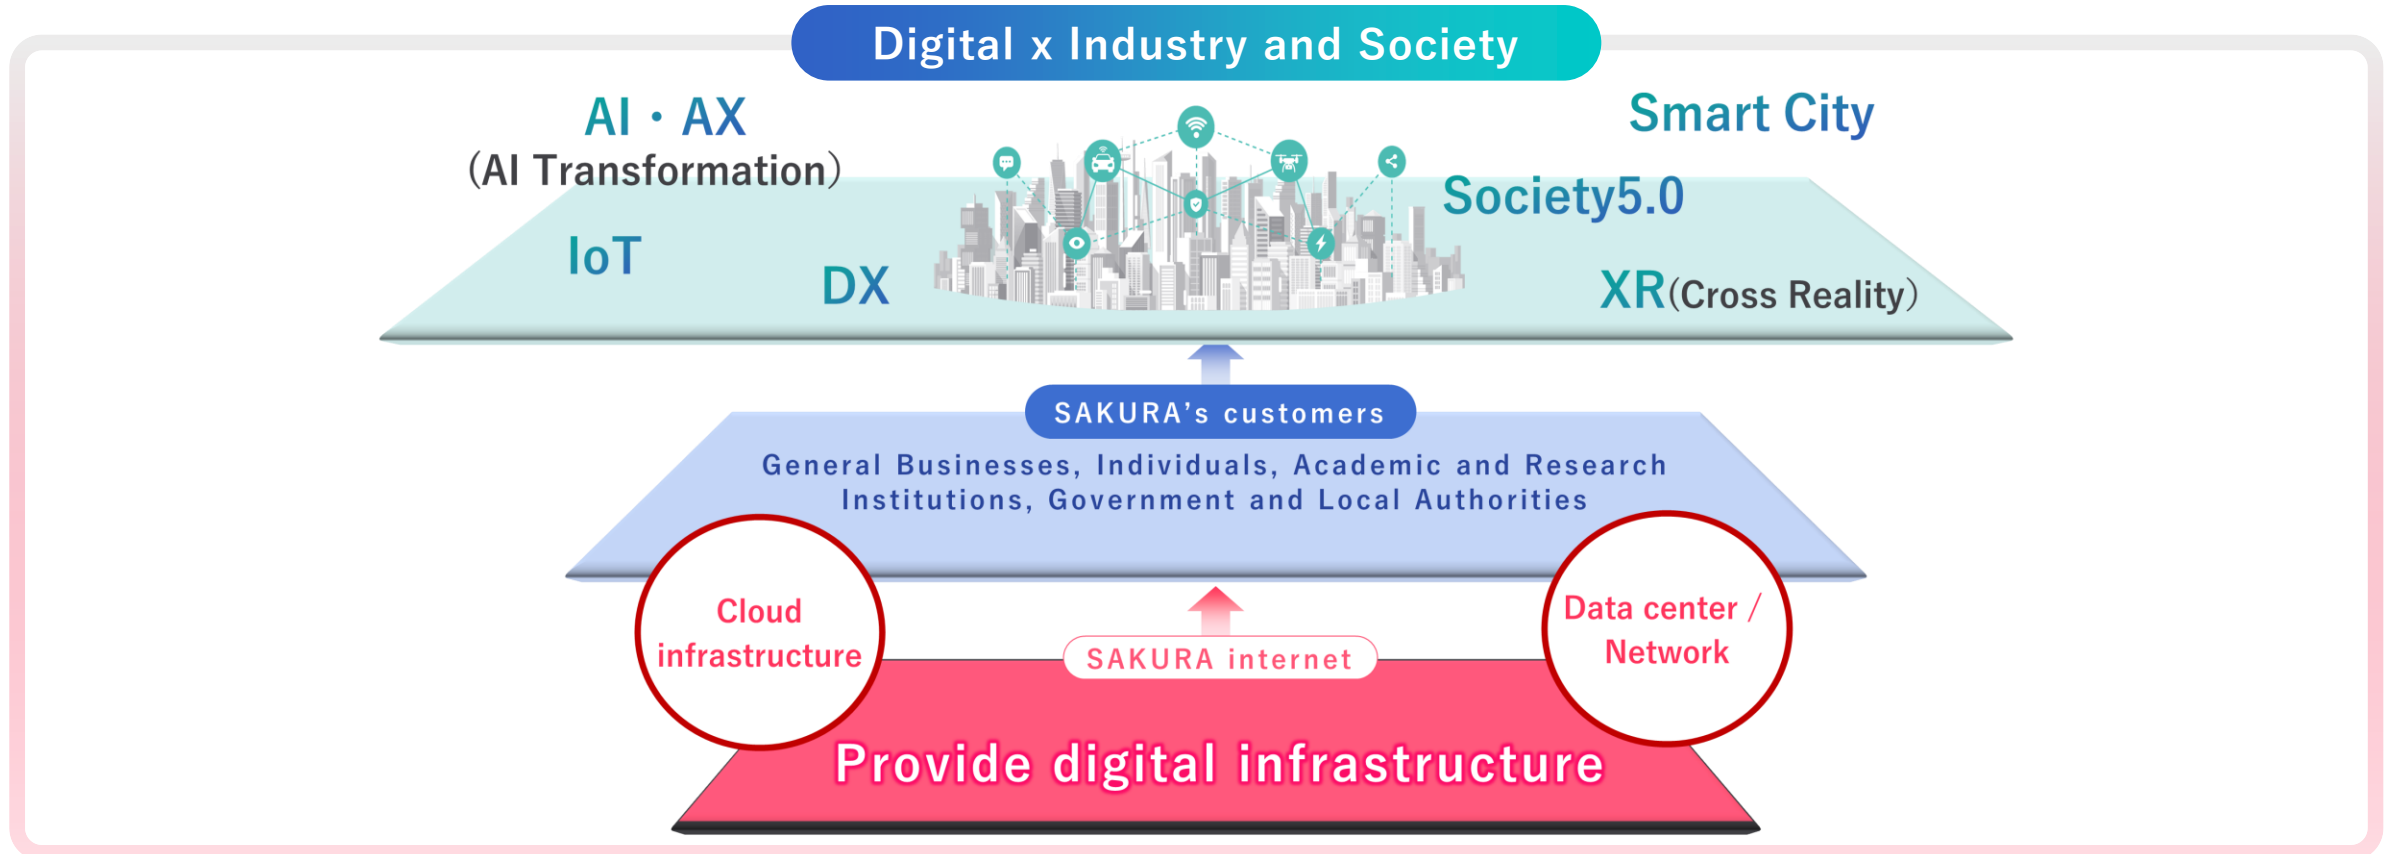 Digital x Industry and Society
AI・AX
(AI Transformation)
Smart City
Society5.0
IoT
DX
XR(Cross Reality)
SAKURA’s customers
General Businesses, Individuals, Academic and Research
Institutions, Government and Local Authorities
Cloud
infrastructure
Data center /
Network
SAKURA internet
Provide digital infrastructure